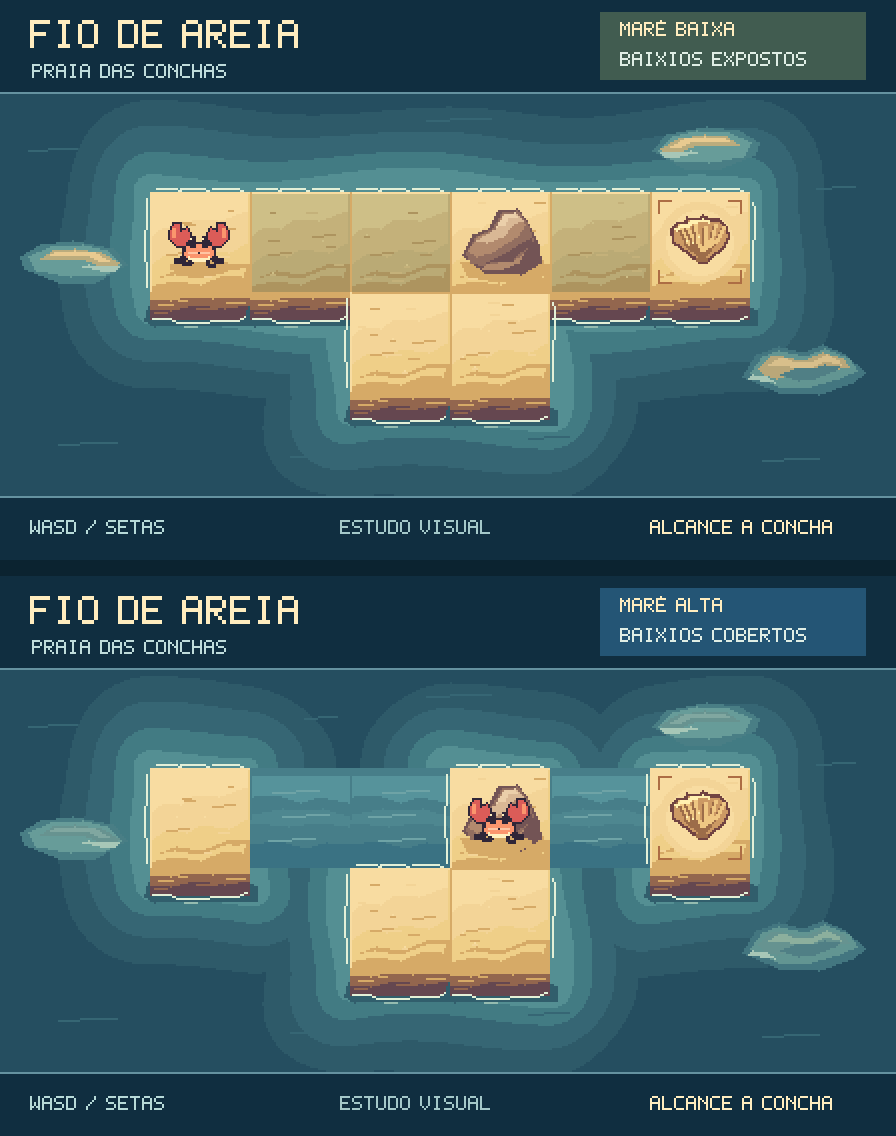 FIO DE AREIA
PRAIA DAS CONCHAS
MARÉ BAIXA
BAIXIOS EXPOSTOS
WASD / SETAS
ESTUDO VISUAL
ALCANCE A CONCHA
FIO DE AREIA
PRAIA DAS CONCHAS
MARÉ ALTA
BAIXIOS COBERTOS
WASD / SETAS
ESTUDO VISUAL
ALCANCE A CONCHA